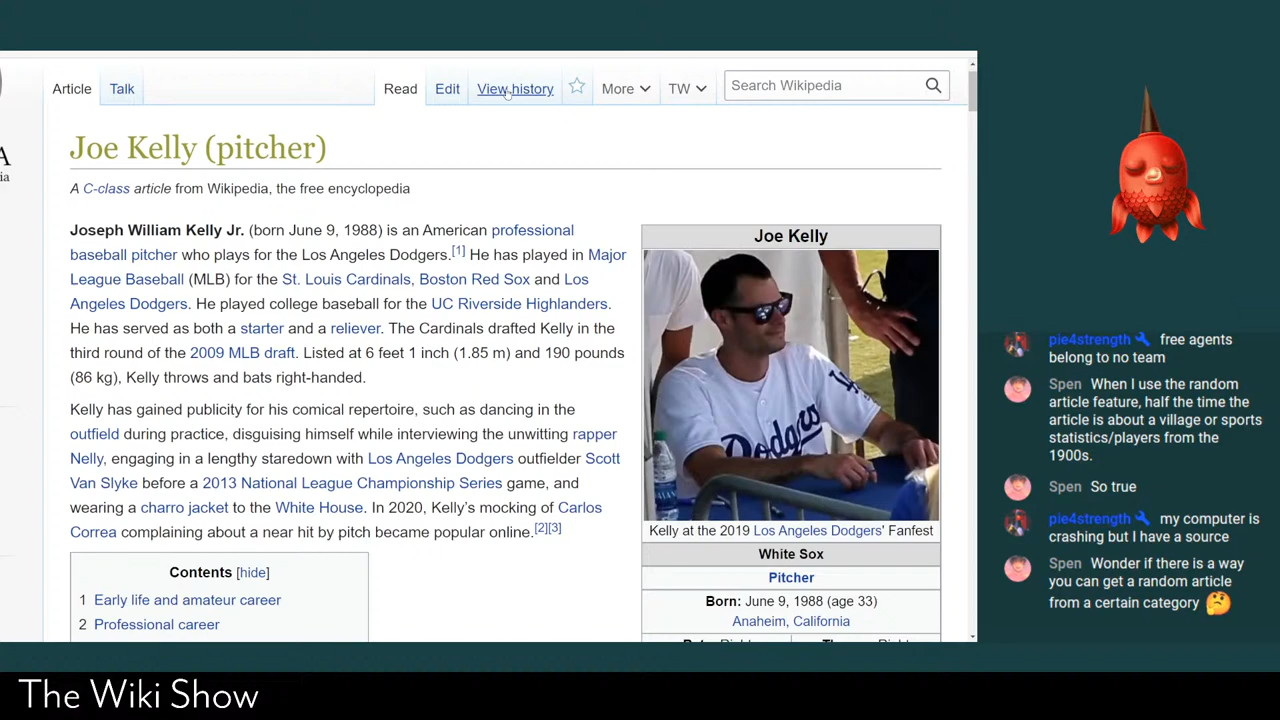 A
ia
Article
Talk
Read
Edit
View history
More
TW
Search Wikipedia
Joe Kelly (pitcher)
A C-class article from Wikipedia, the free encyclopedia
Joseph William Kelly Jr. (born June 9, 1988) is an American professional
baseball pitcher who plays for the Los Angeles Dodgers.[1] He has played in Major
League Baseball (MLB) for the St. Louis Cardinals, Boston Red Sox and Los
Angeles Dodgers. He played college baseball for the UC Riverside Highlanders.
He has served as both a starter and a reliever. The Cardinals drafted Kelly in the
third round of the 2009 MLB draft. Listed at 6 feet 1 inch (1.85 m) and 190 pounds
(86 kg), Kelly throws and bats right-handed.
Kelly has gained publicity for his comical repertoire, such as dancing in the
outfield during practice, disguising himself while interviewing the unwitting rapper
Nelly, engaging in a lengthy staredown with Los Angeles Dodgers outfielder Scott
Van Slyke before a 2013 National League Championship Series game, and
wearing a charro jacket to the White House. In 2020, Kelly's mocking of Carlos
Correa complaining about a near hit by pitch became popular online.[2][3]
Contents [hide]
1 Early life and amateur career
2 Professional career
Joe Kelly
LA
Dodgers
Kelly at the 2019 Los Angeles Dodgers' Fanfest
White Sox
Pitcher
Born: June 9, 1988 (age 33)
Anaheim, California
pie4strength free agents
belong to no team
Spen When I use the random
article feature, half the time the
article is about a village or sports
statistics/players from the
1900s.
Spen So true
pie4strength my computer is
crashing but I have a source
Spen Wonder if there is a way
you can get a random article
from a certain category 🤔
The Wiki Show